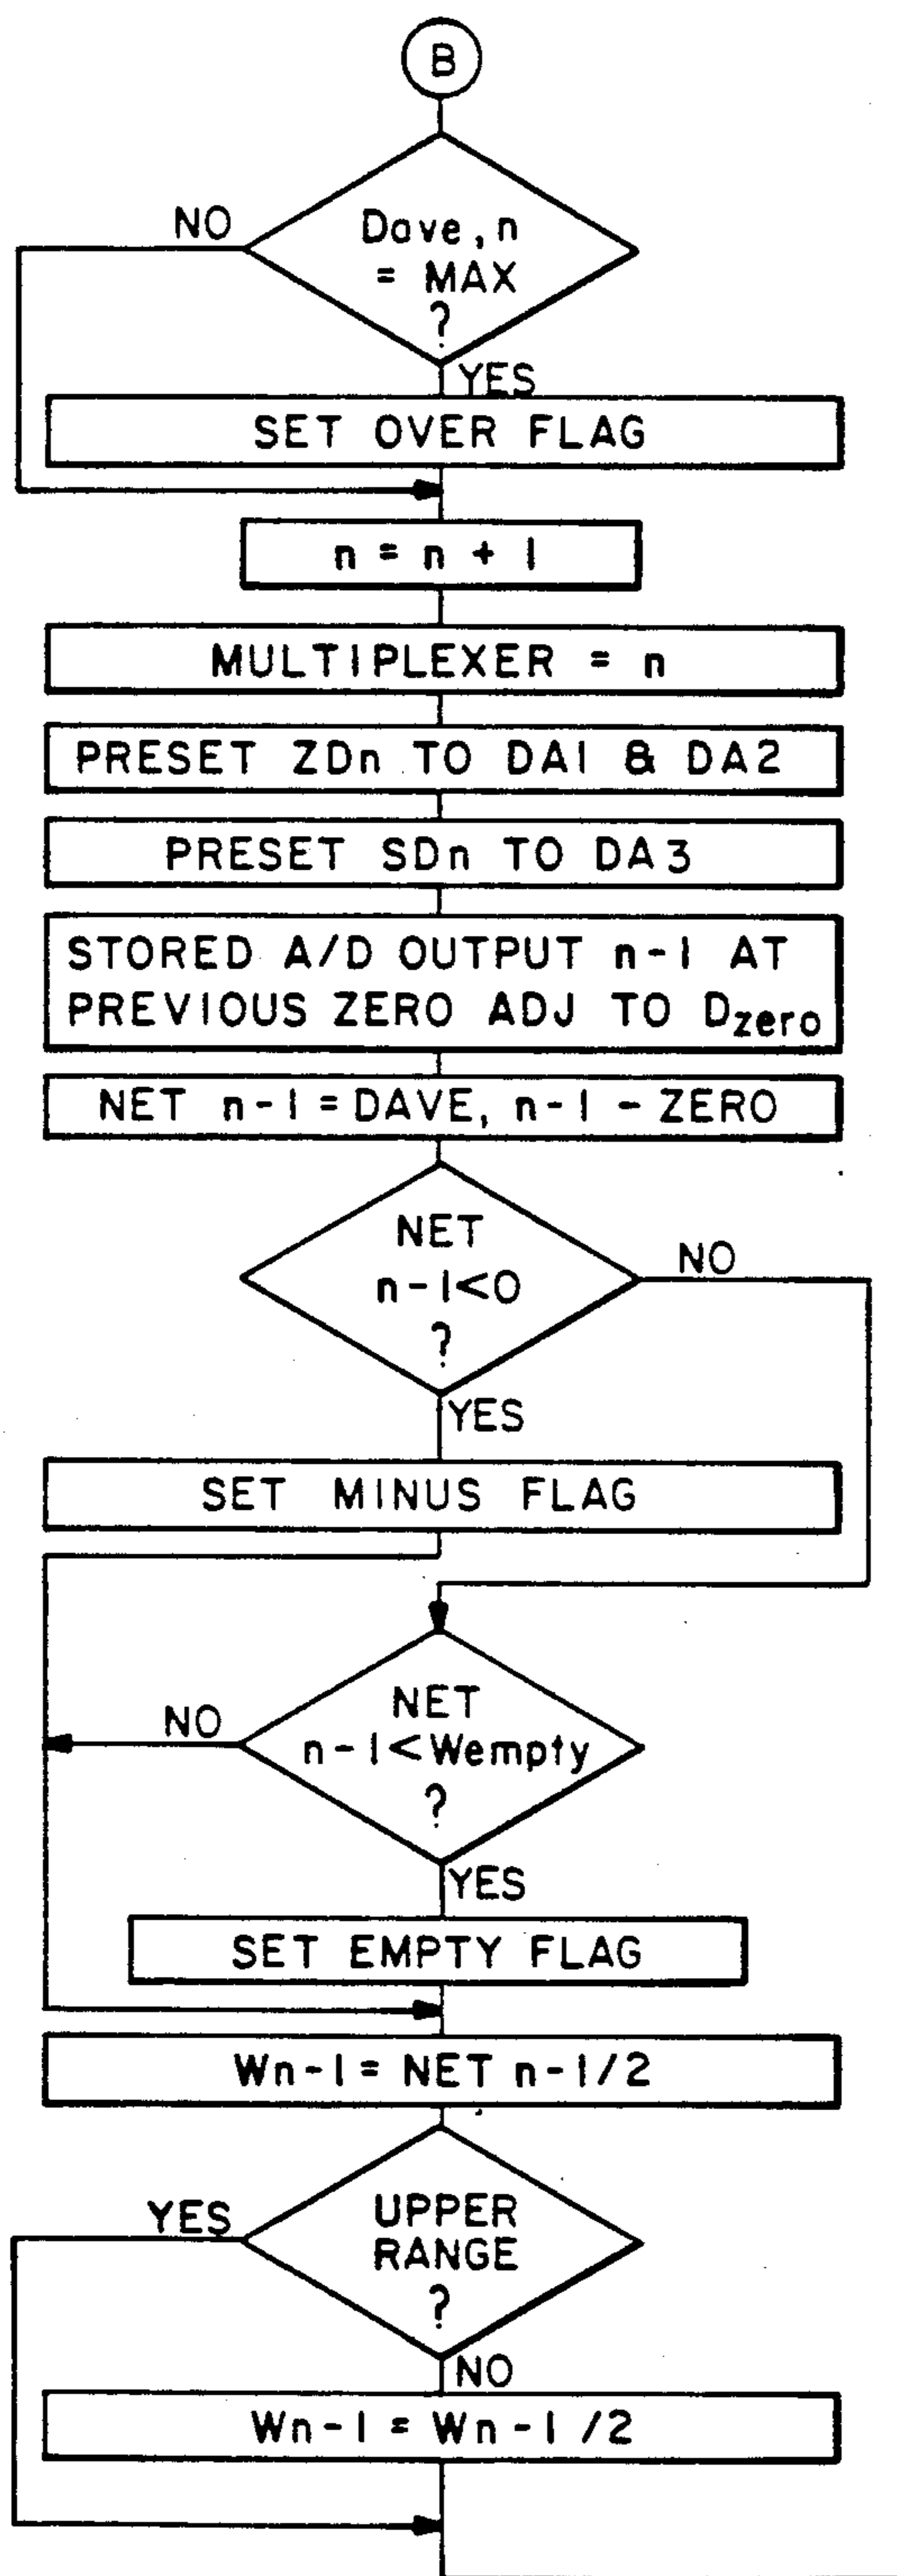 B
Dave, n
= MAX
?
NO
YES
SET OVER FLAG
n = n + 1
MULTIPLEXER = n
PRESET ZDn TO DA1 & DA2
PRESET SDn TO DA3
STORED A/D OUTPUT n-1 AT
PREVIOUS ZERO ADJ TO Dzero
NET n-1 = DAVE, n-1 - ZERO
NET
n-1<0
?
NO
YES
SET MINUS FLAG
NET
n-1<Wempty
?
NO
YES
SET EMPTY FLAG
Wn-1 = NET n-1/2
YES
UPPER
RANGE
?
NO
Wn-1 = Wn-1/2